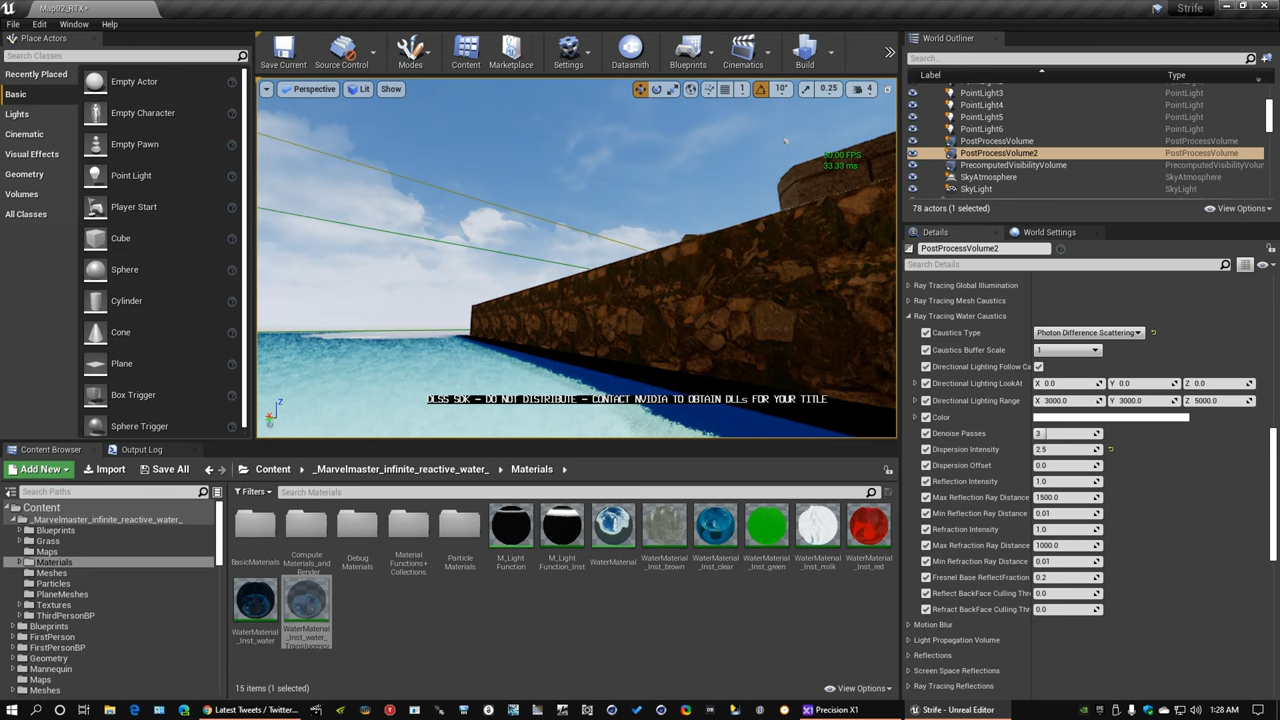 Map02_RTX*
Strife
File Edit Window Help
Place Actors
Search Classes
Recently Placed
Basic
Lights
Cinematic
Visual Effects
Geometry
Volumes
All Classes
Empty Actor
Empty Character
Empty Pawn
Point Light
Player Start
Cube
Sphere
Cylinder
Cone
Plane
Box Trigger
Sphere Trigger
Save Current
Source Control
Modes
Content
Marketplace
Settings
Datasmith
Blueprints
Cinematics
Build
Perspective
Lit
Show
1
10°
0.25
4
33.33 ms
DLSS SDK - DO NOT DISTRIBUTE - CONTACT NVIDIA TO OBTAIN DLLs FOR YOUR TITLE
Z
World Outliner
Search...
Label Type
PointLight3 PointLight
PointLight4 PointLight
PointLight5 PointLight
PointLight6 PointLight
PostProcessVolume PostProcessVolume
PostProcessVolume2 PostProcessVolume
PrecomputedVisibilityVolume PrecomputedVisibilityVolur
SkyAtmosphere SkyAtmosphere
SkyLight SkyLight
78 actors (1 selected) View Options
Details World Settings
PostProcessVolume2
Search Details
Ray Tracing Global Illumination
Ray Tracing Mesh Caustics
Ray Tracing Water Caustics
Caustics Type Photon Difference Scattering
Caustics Buffer Scale 1
Directional Lighting Follow Ca
Directional Lighting LookAt X 0.0 Y 0.0 Z 0.0
Directional Lighting Range X 3000.0 Y 3000.0 Z 5000.0
Color
Denoise Passes 3
Dispersion Intensity 2.5
Dispersion Offset 0.0
Reflection Intensity 1.0
Max Reflection Ray Distance 1500.0
Min Reflection Ray Distance 0.01
Refraction Intensity 1.0
Max Refraction Ray Distance 1000.0
Min Refraction Ray Distance 0.01
Fresnel Base ReflectFraction 0.2
Reflect BackFace Culling Thre 0.0
Refract BackFace Culling Thre 0.0
Motion Blur
Light Propagation Volume
Reflections
Screen Space Reflections
Ray Tracing Reflections
Content Browser Output Log
Add New Import Save All Content _Marvelmaster_infinite_reactive_water_ Materials
Search Paths
Filters Search Materials
Content
_Marvelmaster_infinite_reactive_water_
Blueprints
Grass
Maps
Materials
Meshes
Particles
PlaneMeshes
Textures
ThirdPersonBP
Blueprints
FirstPerson
FirstPersonBP
Geometry
Mannequin
Maps
Meshes
BasicMaterials
Compute Materials_and_ Render
Debug Materials
Material Functions+ Collections
Particle Materials
M_Light Function
M_Light Function_Inst
WaterMaterial
WaterMaterial _Inst_brown
WaterMaterial _Inst_clear
WaterMaterial _Inst_green
WaterMaterial _Inst_milk
WaterMaterial _Inst_red
WaterMaterial _Inst_water
WaterMaterial _Inst_water_ Translucency
15 items (1 selected) View Options
Latest Tweets / Twitter...
Precision X1
Strife - Unreal Editor
1:28 AM